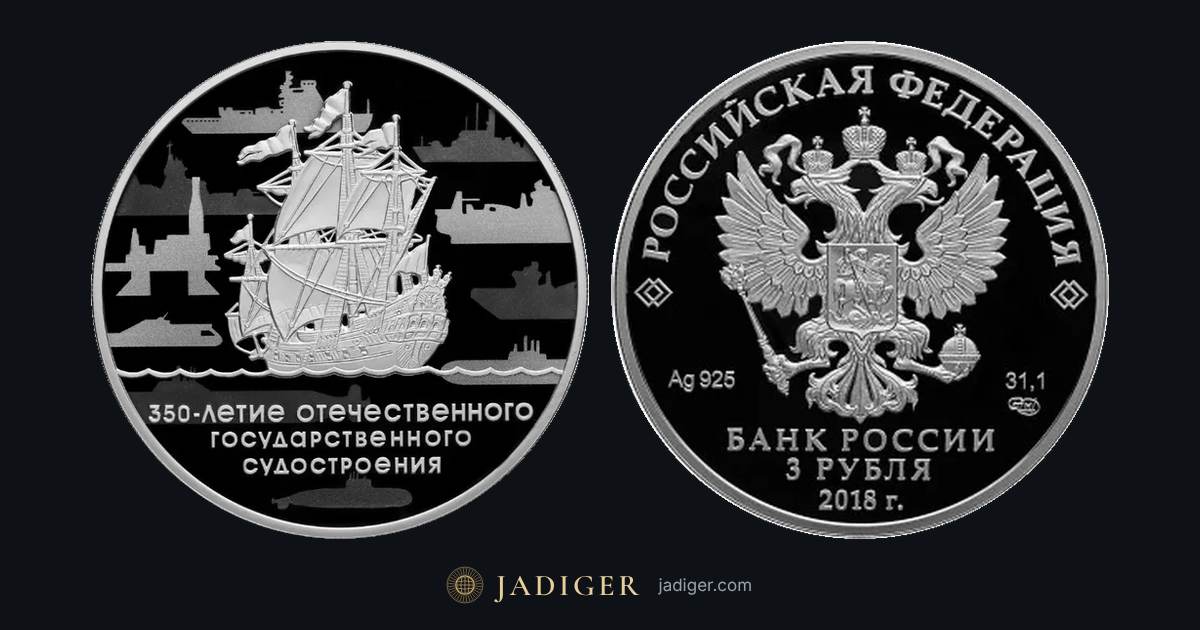 350-летие отечественного
государственного
судостроения
РОССИЙСКАЯ ФЕДЕРАЦИЯ
Ag 925
31,1
БАНК РОССИИ
3 РУБЛЯ
2018 г.
JADIGER
jadiger.com